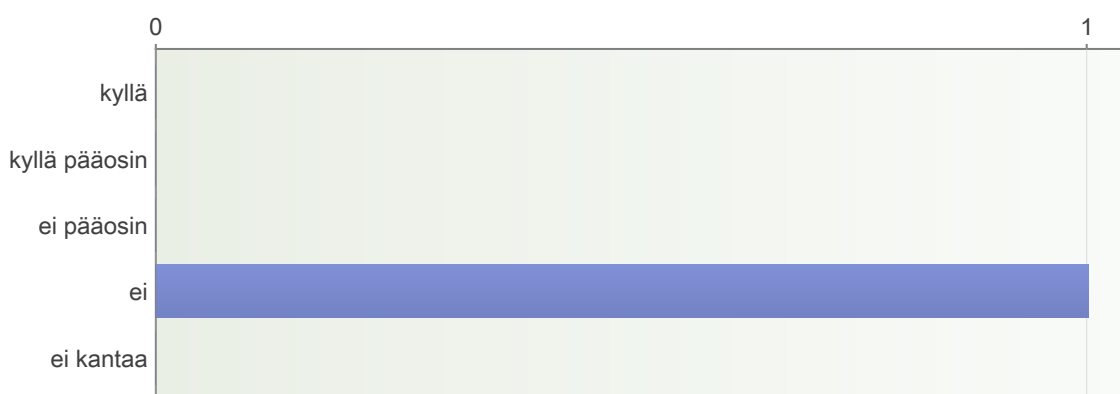 0 1
kyllä
kyllä pääosin
ei pääosin
ei
ei kantaa